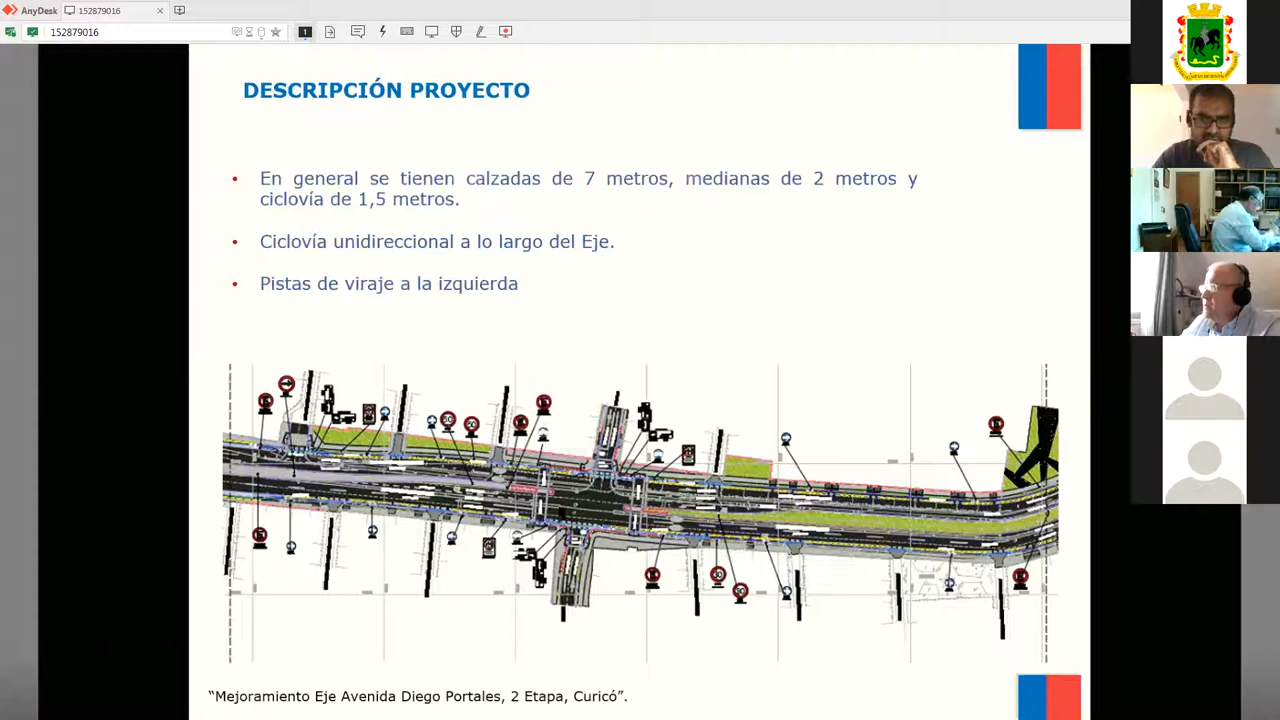 AnyDesk
152879016
152879016
1
DESCRIPCIÓN PROYECTO
En general se tienen calzadas de 7 metros, medianas de 2 metros y
ciclovía de 1,5 metros.
Ciclovía unidireccional a lo largo del Eje.
Pistas de viraje a la izquierda
“Mejoramiento Eje Avenida Diego Portales, 2 Etapa, Curicó”.